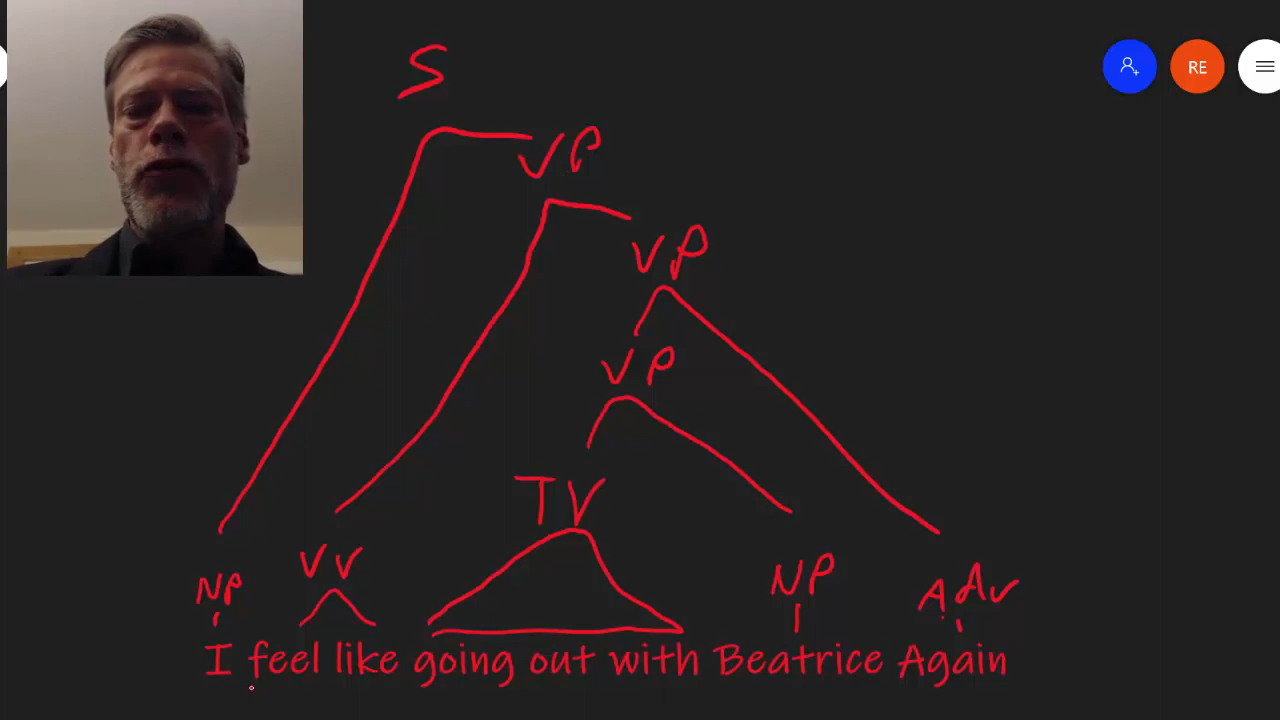 S
RE
VP
VP
VP
TV
VV
NP
NP
Adv
I feel like going out with Beatrice Again